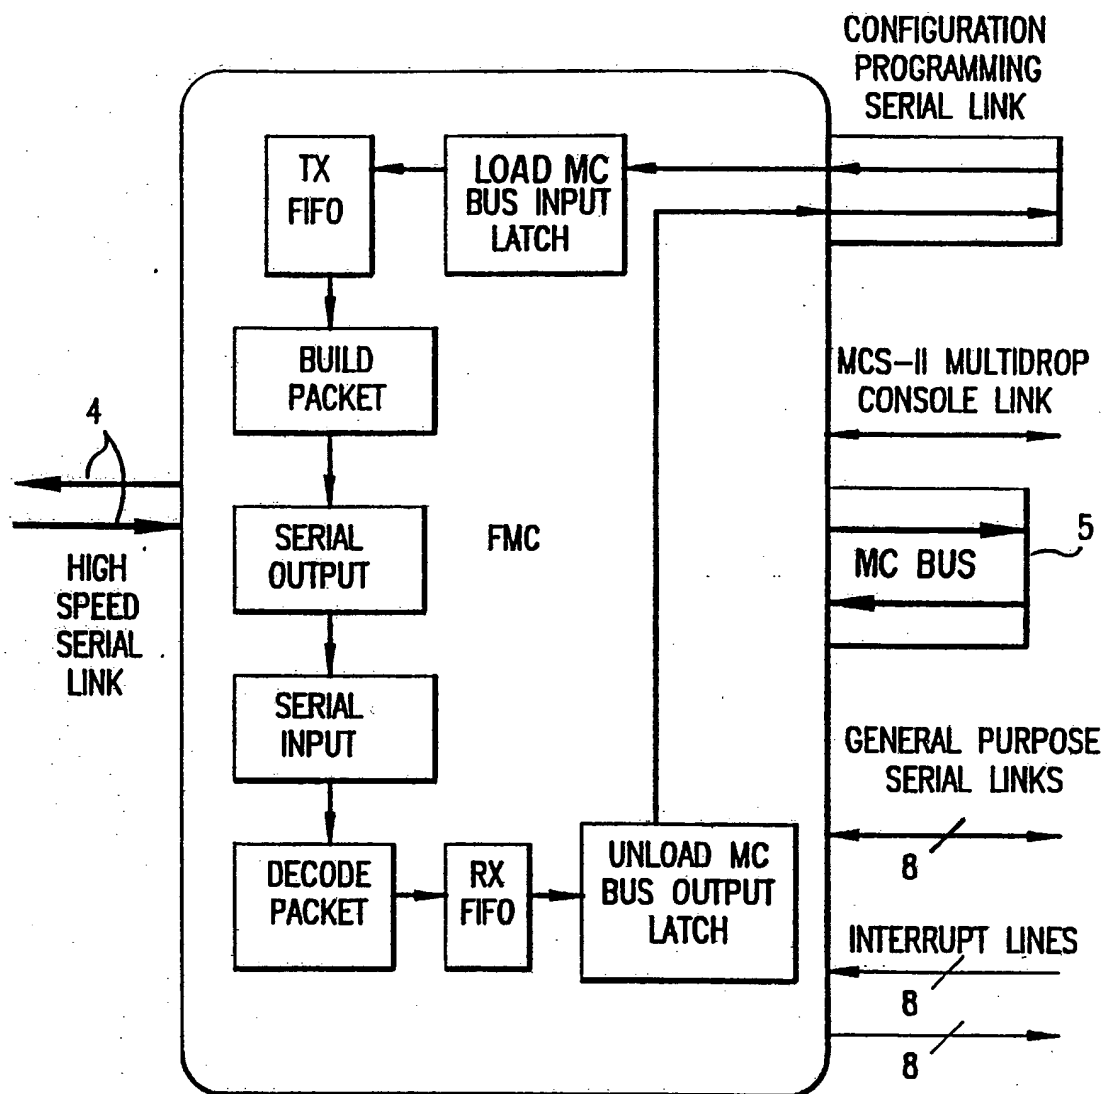 CONFIGURATION
PROGRAMMING
SERIAL LINK
TX
FIFO
LOAD MC
BUS INPUT
LATCH
BUILD
PACKET
MCS-II MULTIDROP
CONSOLE LINK
4
SERIAL
OUTPUT
FMC
5
MC BUS
HIGH
SPEED
SERIAL
LINK
SERIAL
INPUT
GENERAL PURPOSE
SERIAL LINKS
8
DECODE
PACKET
RX
FIFO
UNLOAD MC
BUS OUTPUT
LATCH
INTERRUPT LINES
8
8